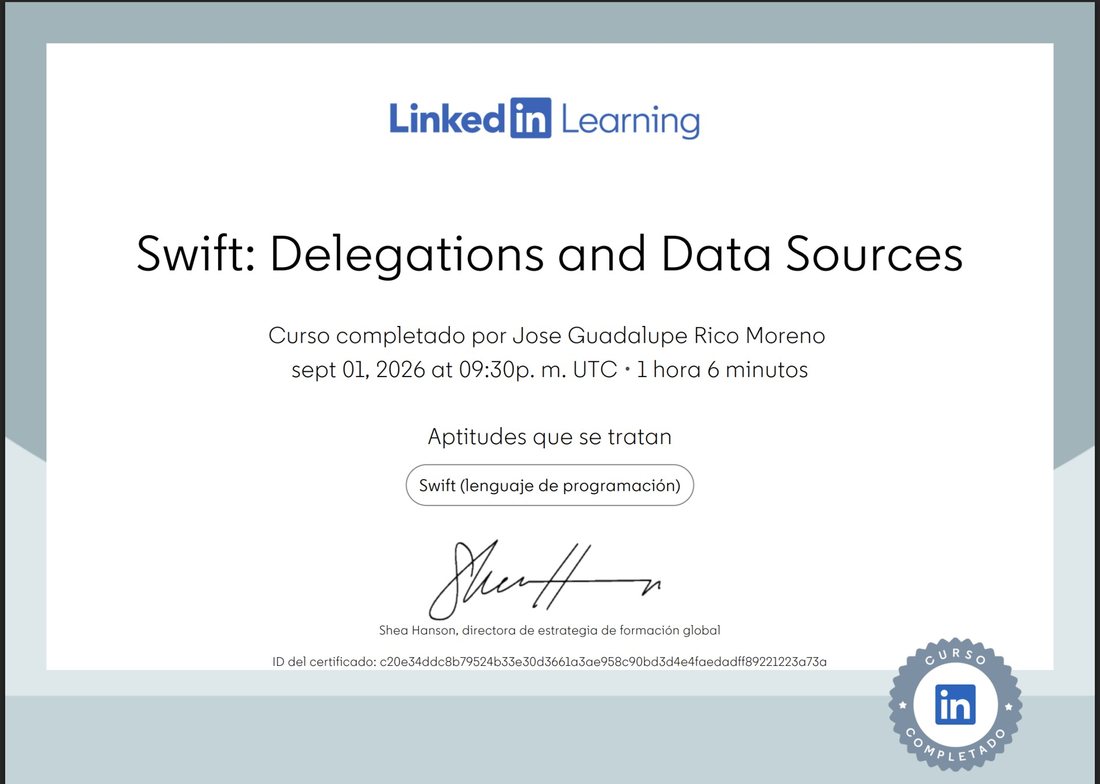 Linkedin Learning
Swift: Delegations and Data Sources
Curso completado por Jose Guadalupe Rico Moreno
sept 01, 2026 at 09:30p. m. UTC • 1 hora 6 minutos
Aptitudes que se tratan
Swift (lenguaje de programación)
Shea Hanson, directora de estrategia de formación global
ID del certificado: c20e34ddc8b79524b33e30d3661a3ae958c90bd3d4e4faedadff89221223a73a
CURSO
in
COMPLETADO